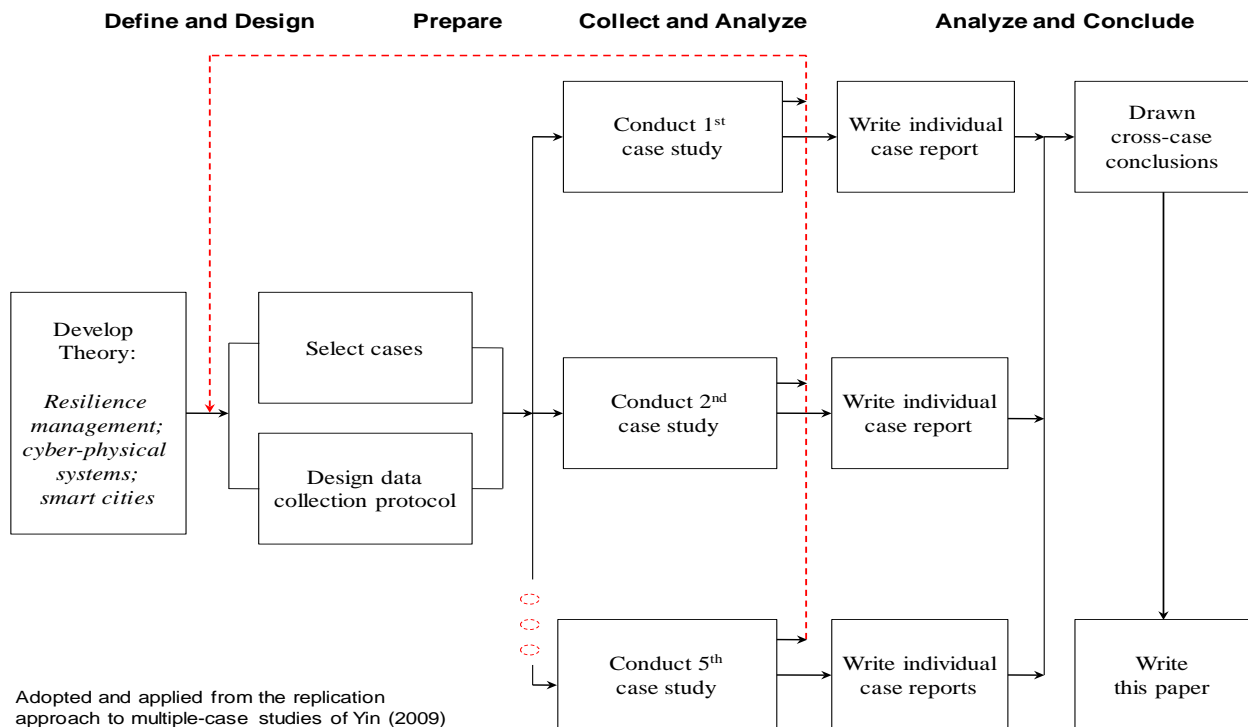 Define and Design
Prepare
Collect and Analyze
Analyze and Conclude
Develop
Theory:
Resilience
management;
cyber-physical
systems;
smart cities
Select cases
Design data
collection protocol
Conduct 1st
case study
Write individual
case report
Drawn
cross-case
conclusions
Conduct 2nd
case study
Write individual
case report
Conduct 5th
case study
Write individual
case reports
Write
this paper
Adopted and applied from the replication
approach to multiple-case studies of Yin (2009)